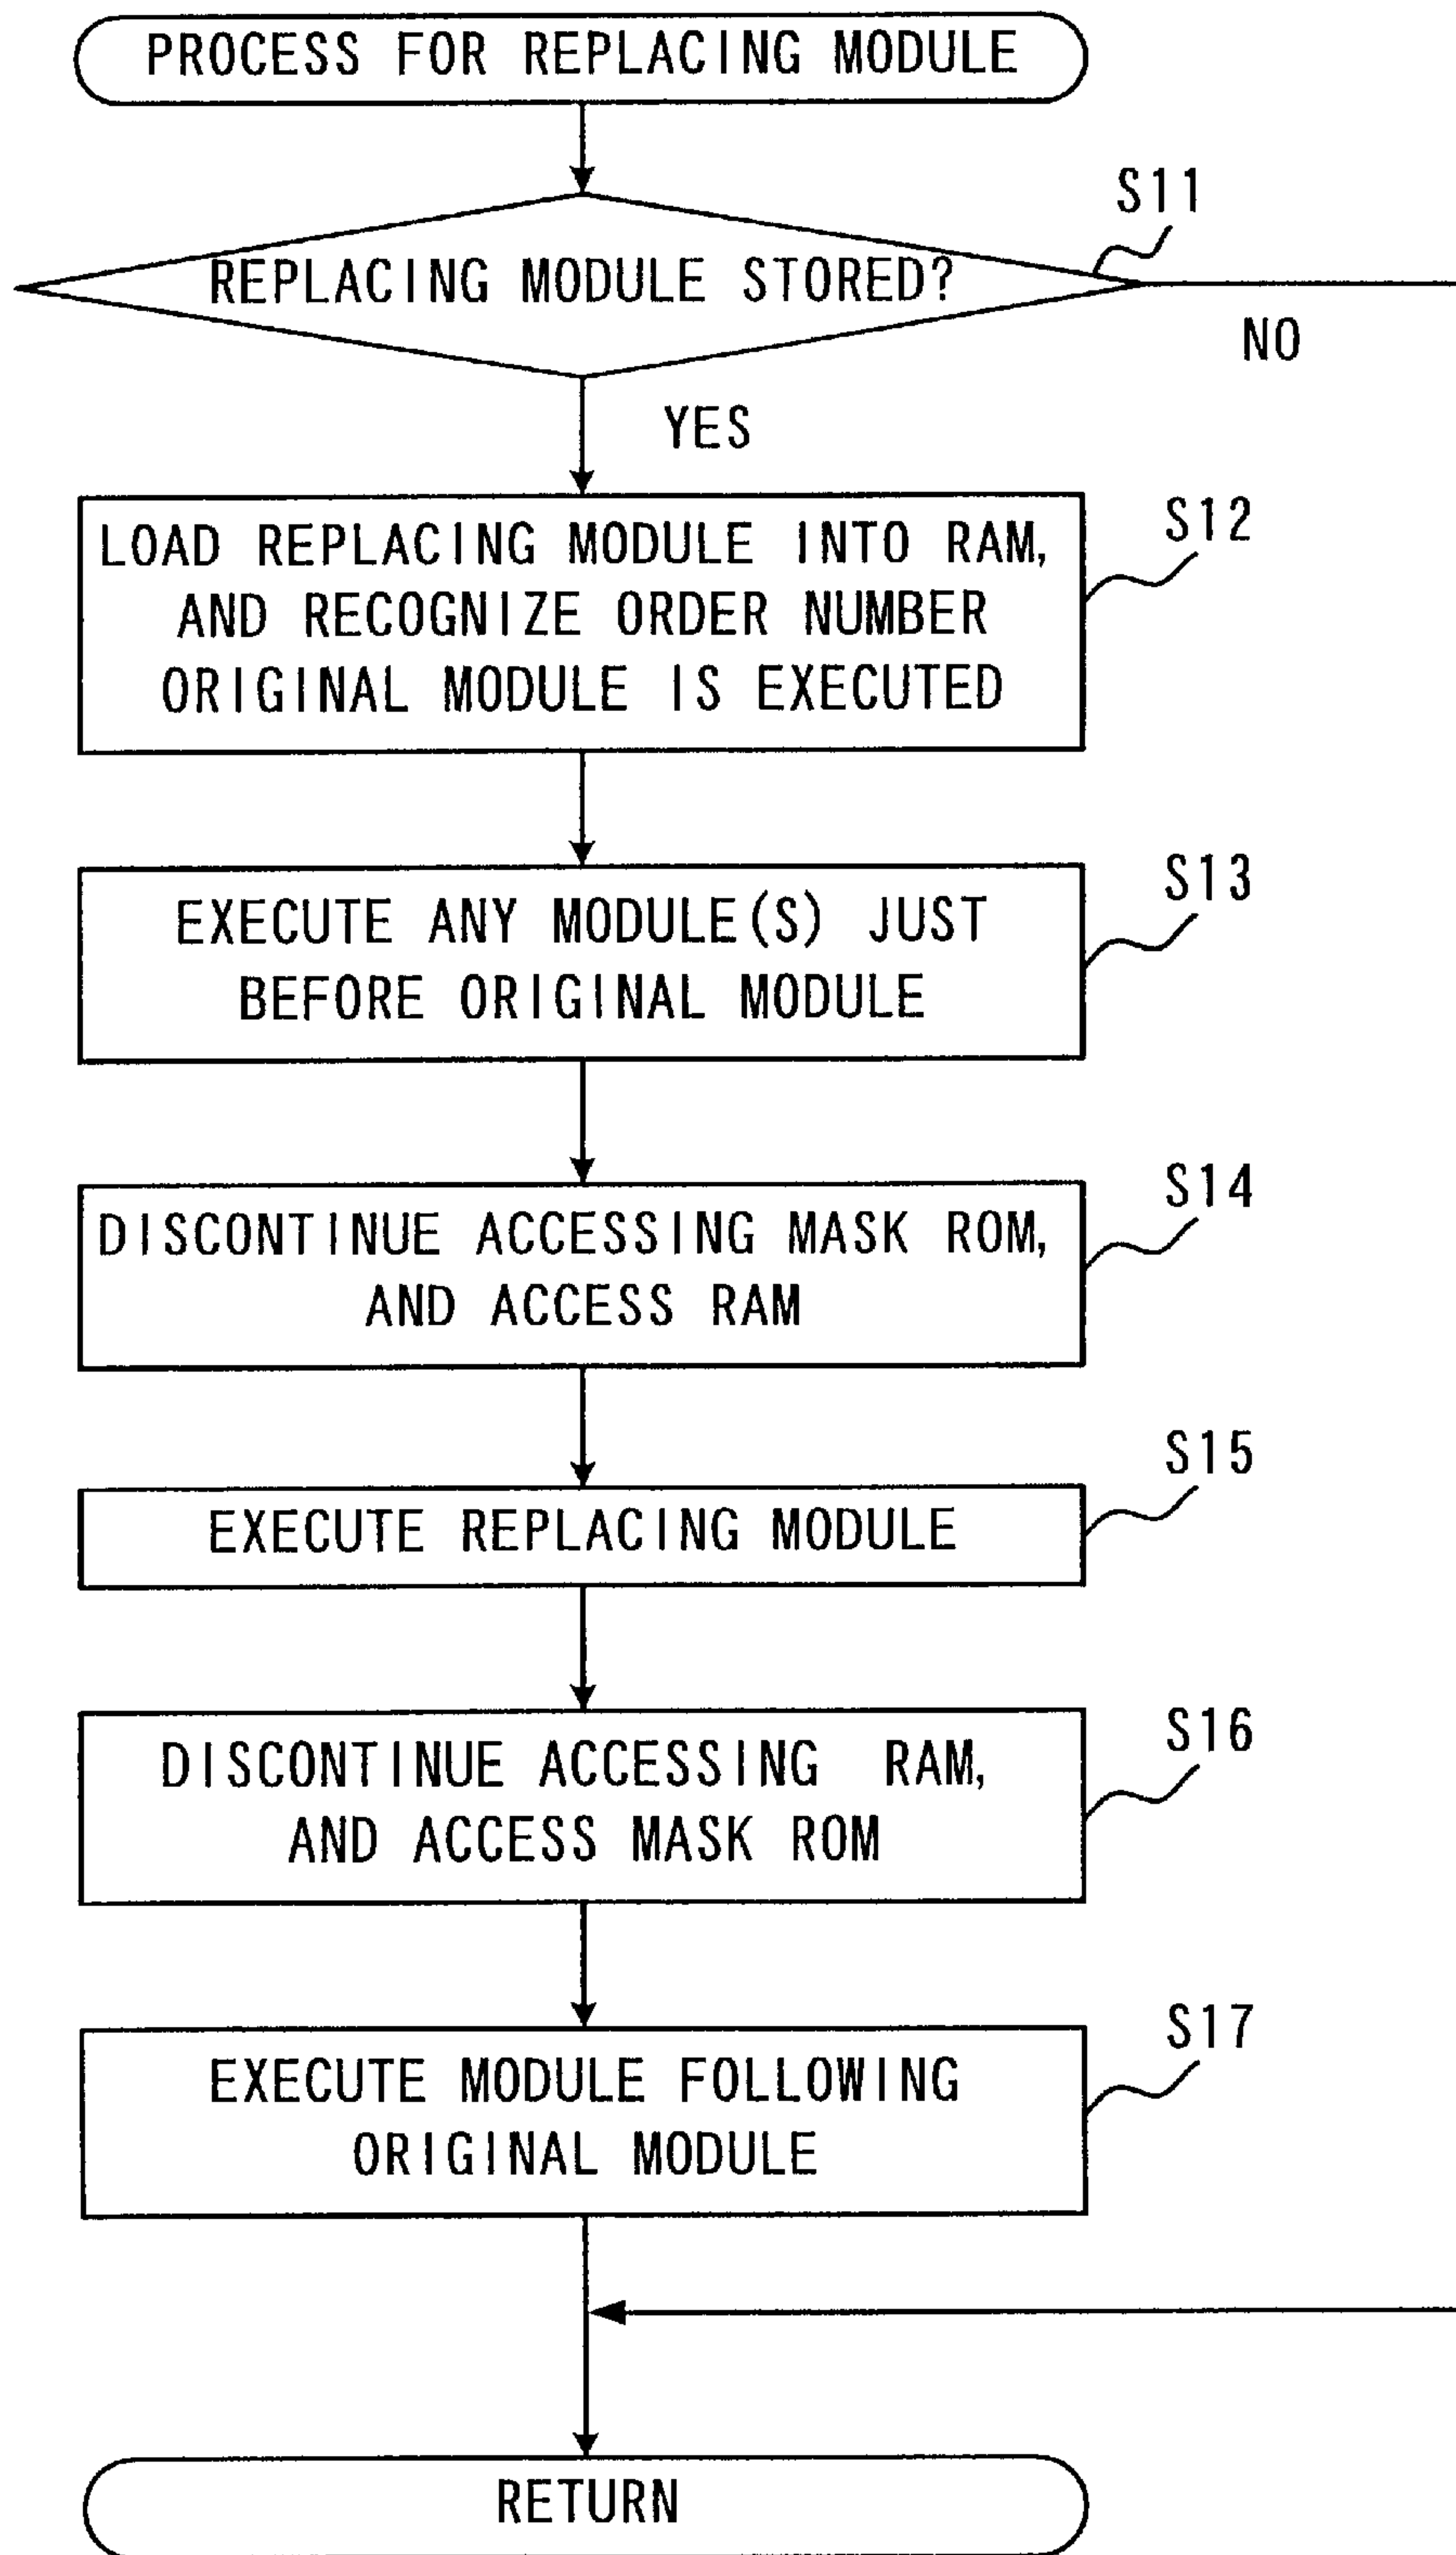 PROCESS FOR REPLACING MODULE
S11
REPLACING MODULE STORED?
NO
YES
S12
LOAD REPLACING MODULE INTO RAM,
AND RECOGNIZE ORDER NUMBER
ORIGINAL MODULE IS EXECUTED
S13
EXECUTE ANY MODULE(S) JUST
BEFORE ORIGINAL MODULE
S14
DISCONTINUE ACCESSING MASK ROM,
AND ACCESS RAM
S15
EXECUTE REPLACING MODULE
S16
DISCONTINUE ACCESSING RAM,
AND ACCESS MASK ROM
S17
EXECUTE MODULE FOLLOWING
ORIGINAL MODULE
RETURN